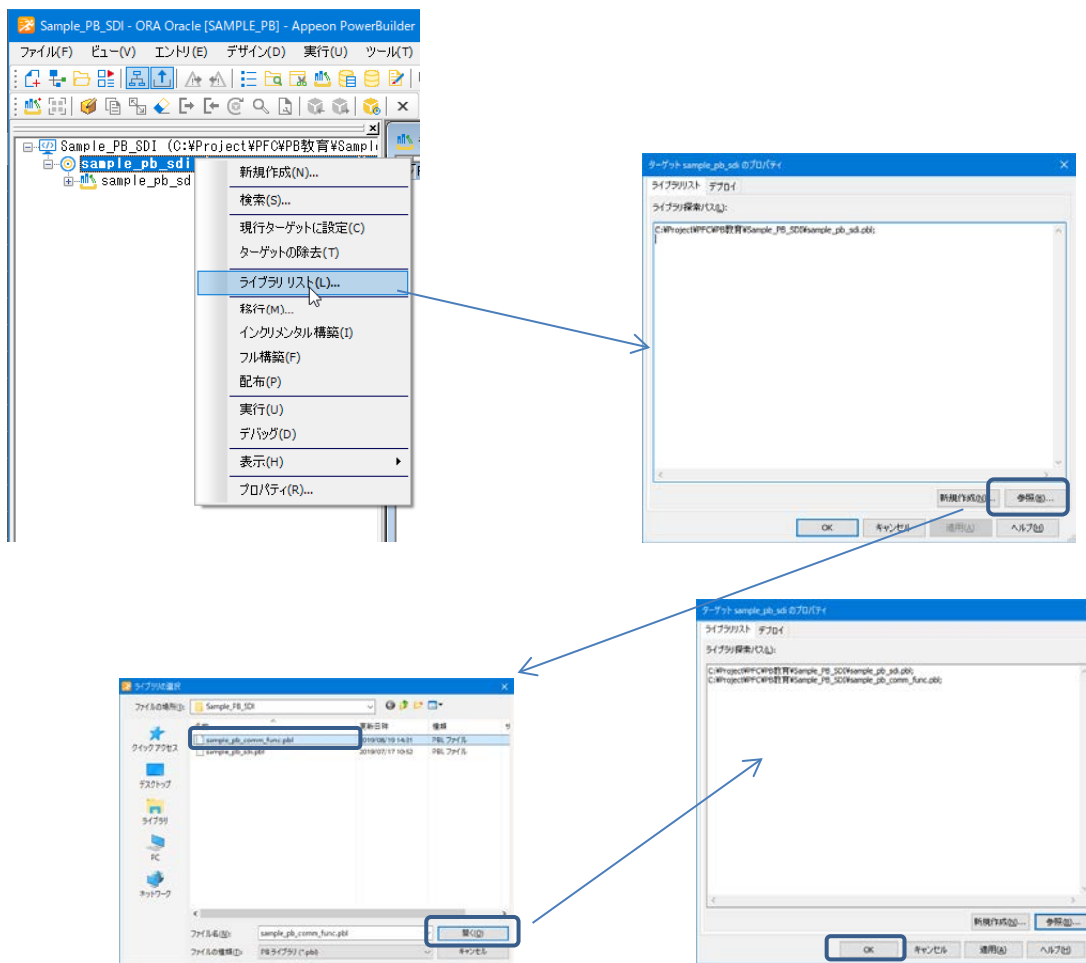 Sample_PB_SDI - ORA Oracle [SAMPLE_PB] - Appeon PowerBuilder
ファイル(F) ビュー(V) エントリ(E) デザイン(D) 実行(U) ツール(T)
Sample_PB_SDI (C:¥Project¥PFC¥PB教育¥Sampl
sample_pb_sdi
sample_pb_sd
新規作成(N)...
検索(S)...
現行ターゲットに設定(C)
ターゲットの除去(T)
ライブラリ リスト(L)...
移行(M)...
インクリメンタル構築(I)
フル構築(F)
配布(P)
実行(U)
デバッグ(D)
表示(H)
プロパティ(R)...
ターゲット sample_pb_sdi のプロパティ
ライブラリリスト デプロイ
ライブラリ探索パス(L):
C:¥Project¥PFC¥PB教育¥Sample_PB_SDI¥sample_pb_sdi.pbl;
新規作成(N)... 参照(B)...
OK キャンセル 適用(A) ヘルプ(H)
ライブラリの選択
ファイルの場所(I): Sample_PB_SDI
名前 更新日時 種類 サ
sample_pb_comm_func.pbl 2019/08/19 14:31 PBL ファイル
sample_pb_sdi.pbl 2019/07/17 10:52 PBL ファイル
クイック アクセス
デスクトップ
ライブラリ
PC
ネットワーク
ファイル名(N): sample_pb_comm_func.pbl 開く(O)
ファイルの種類(T): PB ライブラリ (*.pbl) キャンセル
ターゲット sample_pb_sdi のプロパティ
ライブラリリスト デプロイ
ライブラリ探索パス(L):
C:¥Project¥PFC¥PB教育¥Sample_PB_SDI¥sample_pb_sdi.pbl;
C:¥Project¥PFC¥PB教育¥Sample_PB_SDI¥sample_pb_comm_func.pbl;
新規作成(N)... 参照(B)...
OK キャンセル 適用(A) ヘルプ(H)